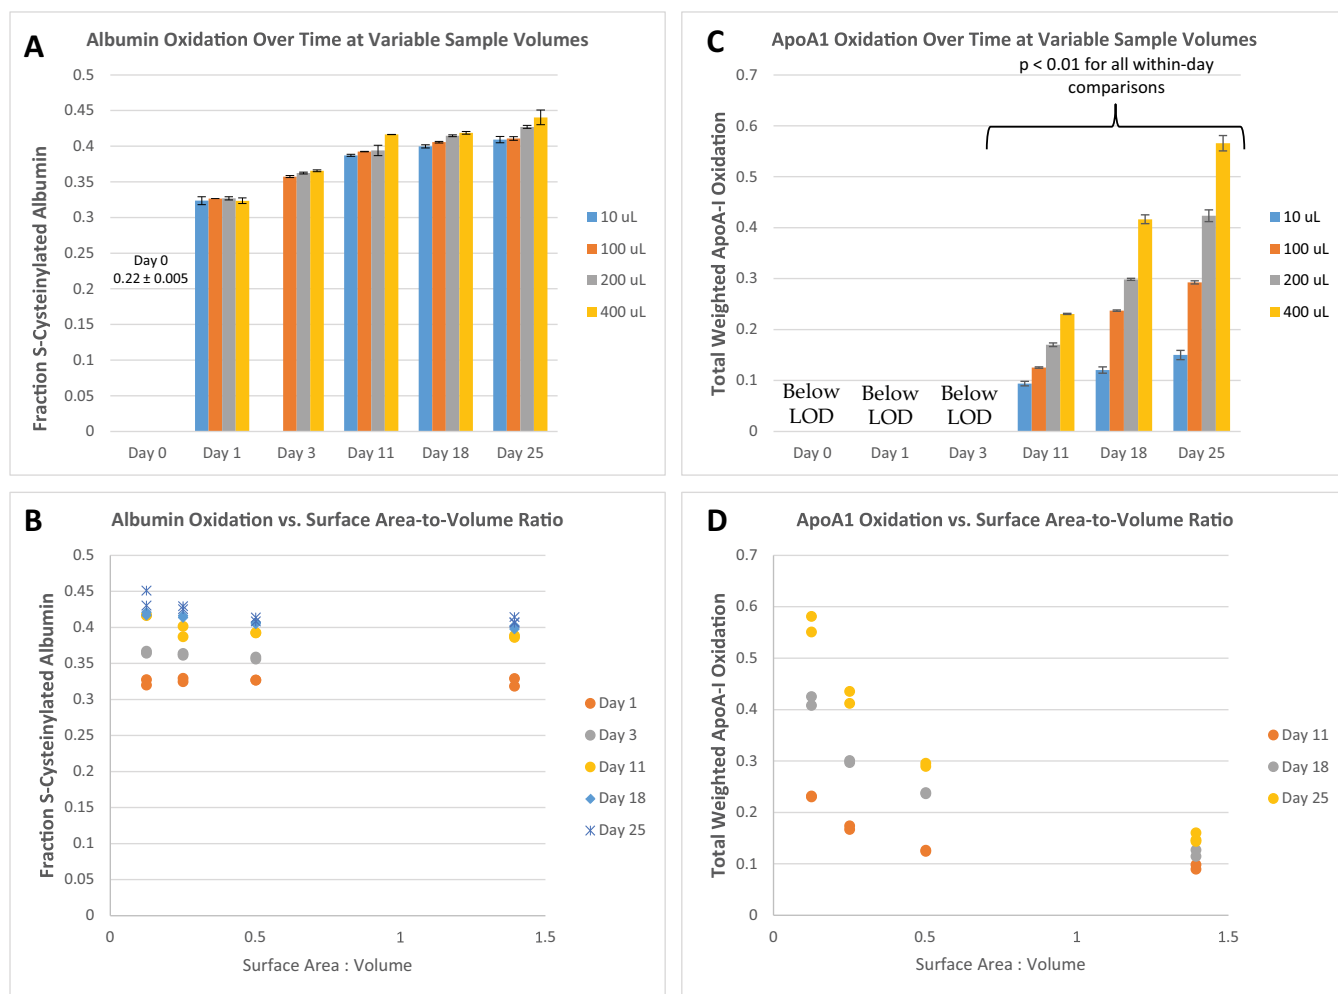 A
Albumin Oxidation Over Time at Variable Sample Volumes
Fraction S-Cysteinylated Albumin
0.5
0.45
0.4
0.35
0.3
0.25
0.2
0.15
0.1
0.05
0
Day 0
0.22 ± 0.005
Day 0 Day 1 Day 3 Day 11 Day 18 Day 25
10 uL
100 uL
200 uL
400 uL
C
ApoA1 Oxidation Over Time at Variable Sample Volumes
p < 0.01 for all within-day
comparisons
Total Weighted ApoA-I Oxidation
0.7
0.6
0.5
0.4
0.3
0.2
0.1
0
Below
LOD
Below
LOD
Below
LOD
Day 0 Day 1 Day 3 Day 11 Day 18 Day 25
10 uL
100 uL
200 uL
400 uL
B
Albumin Oxidation vs. Surface Area-to-Volume Ratio
Fraction S-Cysteinylated Albumin
0.5
0.45
0.4
0.35
0.3
0.25
0.2
0.15
0.1
0.05
0
0 0.5 1 1.5
Surface Area : Volume
Day 1
Day 3
Day 11
Day 18
Day 25
D
ApoA1 Oxidation vs. Surface Area-to-Volume Ratio
Total Weighted ApoA-I Oxidation
0.7
0.6
0.5
0.4
0.3
0.2
0.1
0
0 0.5 1 1.5
Surface Area : Volume
Day 11
Day 18
Day 25